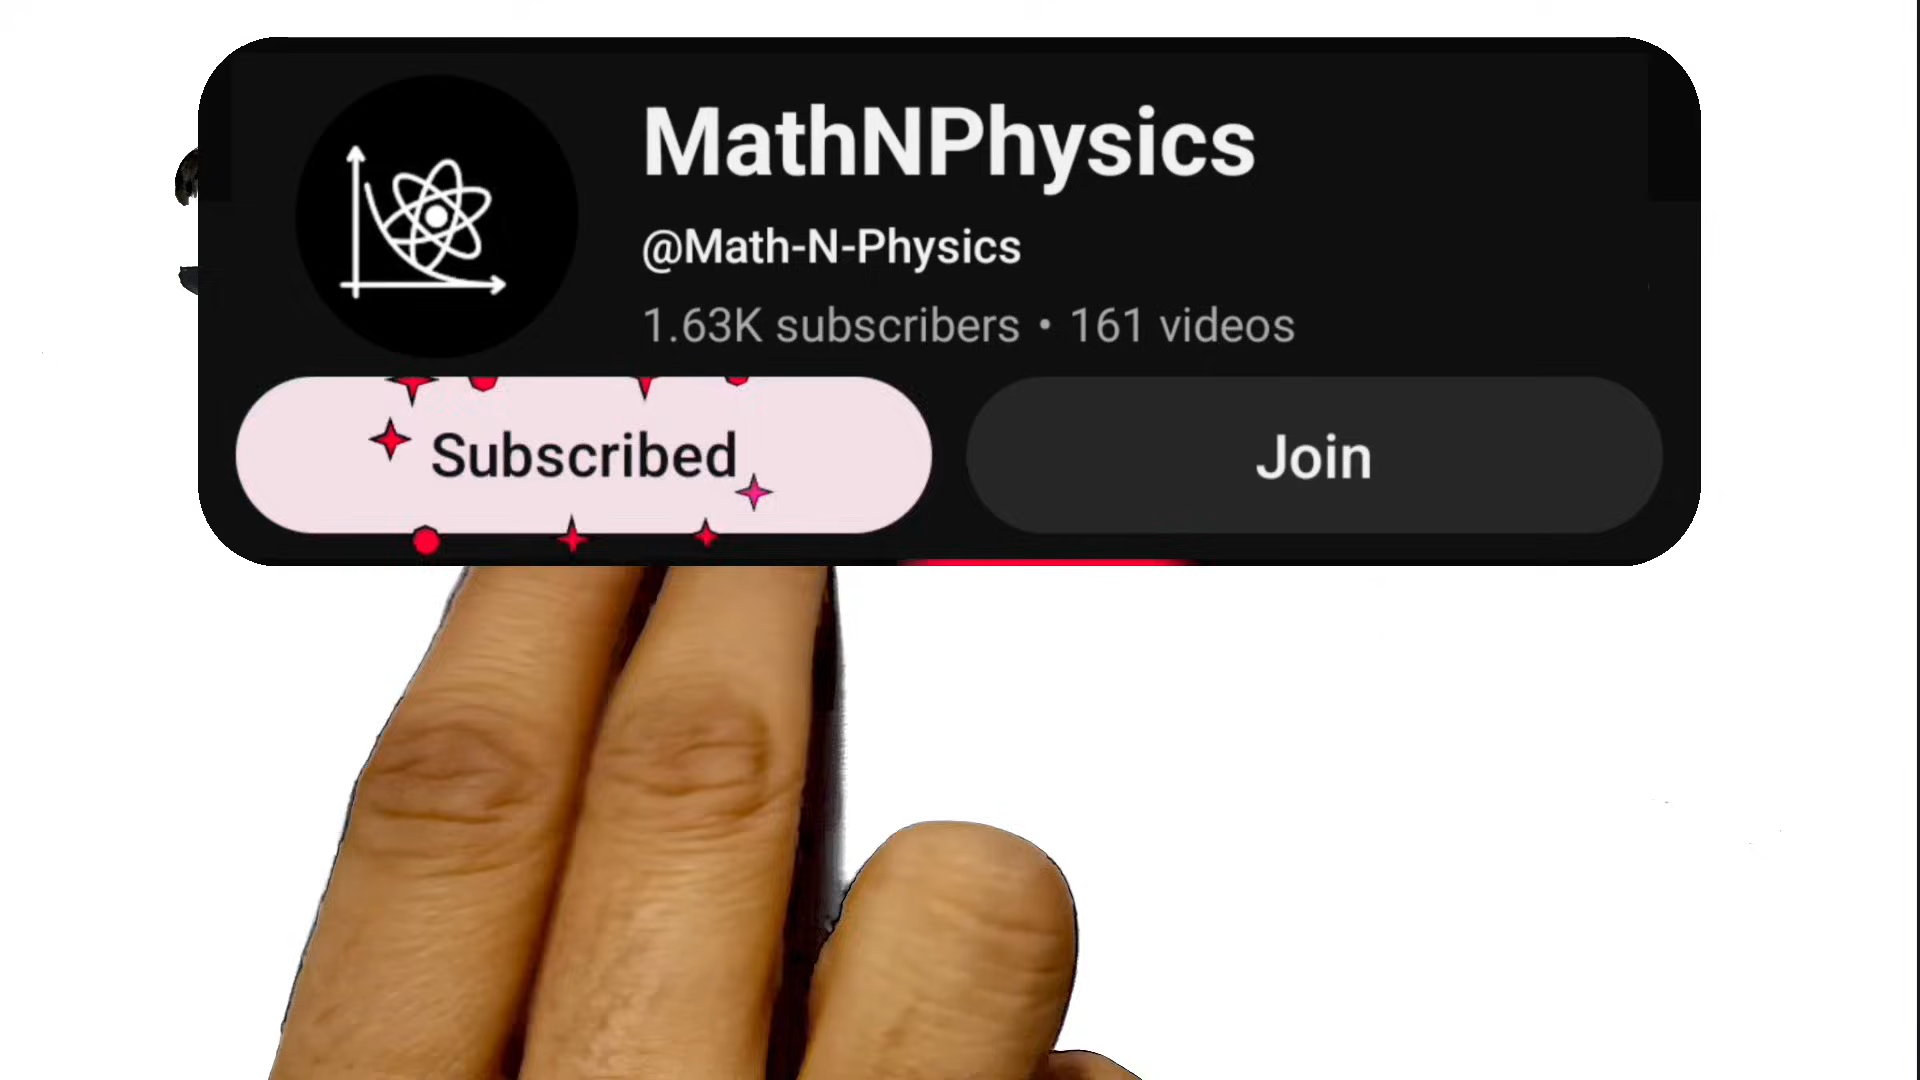 MathNPhysics
@Math-N-Physics
1.63K subscribers • 161 videos
Subscribed
Join